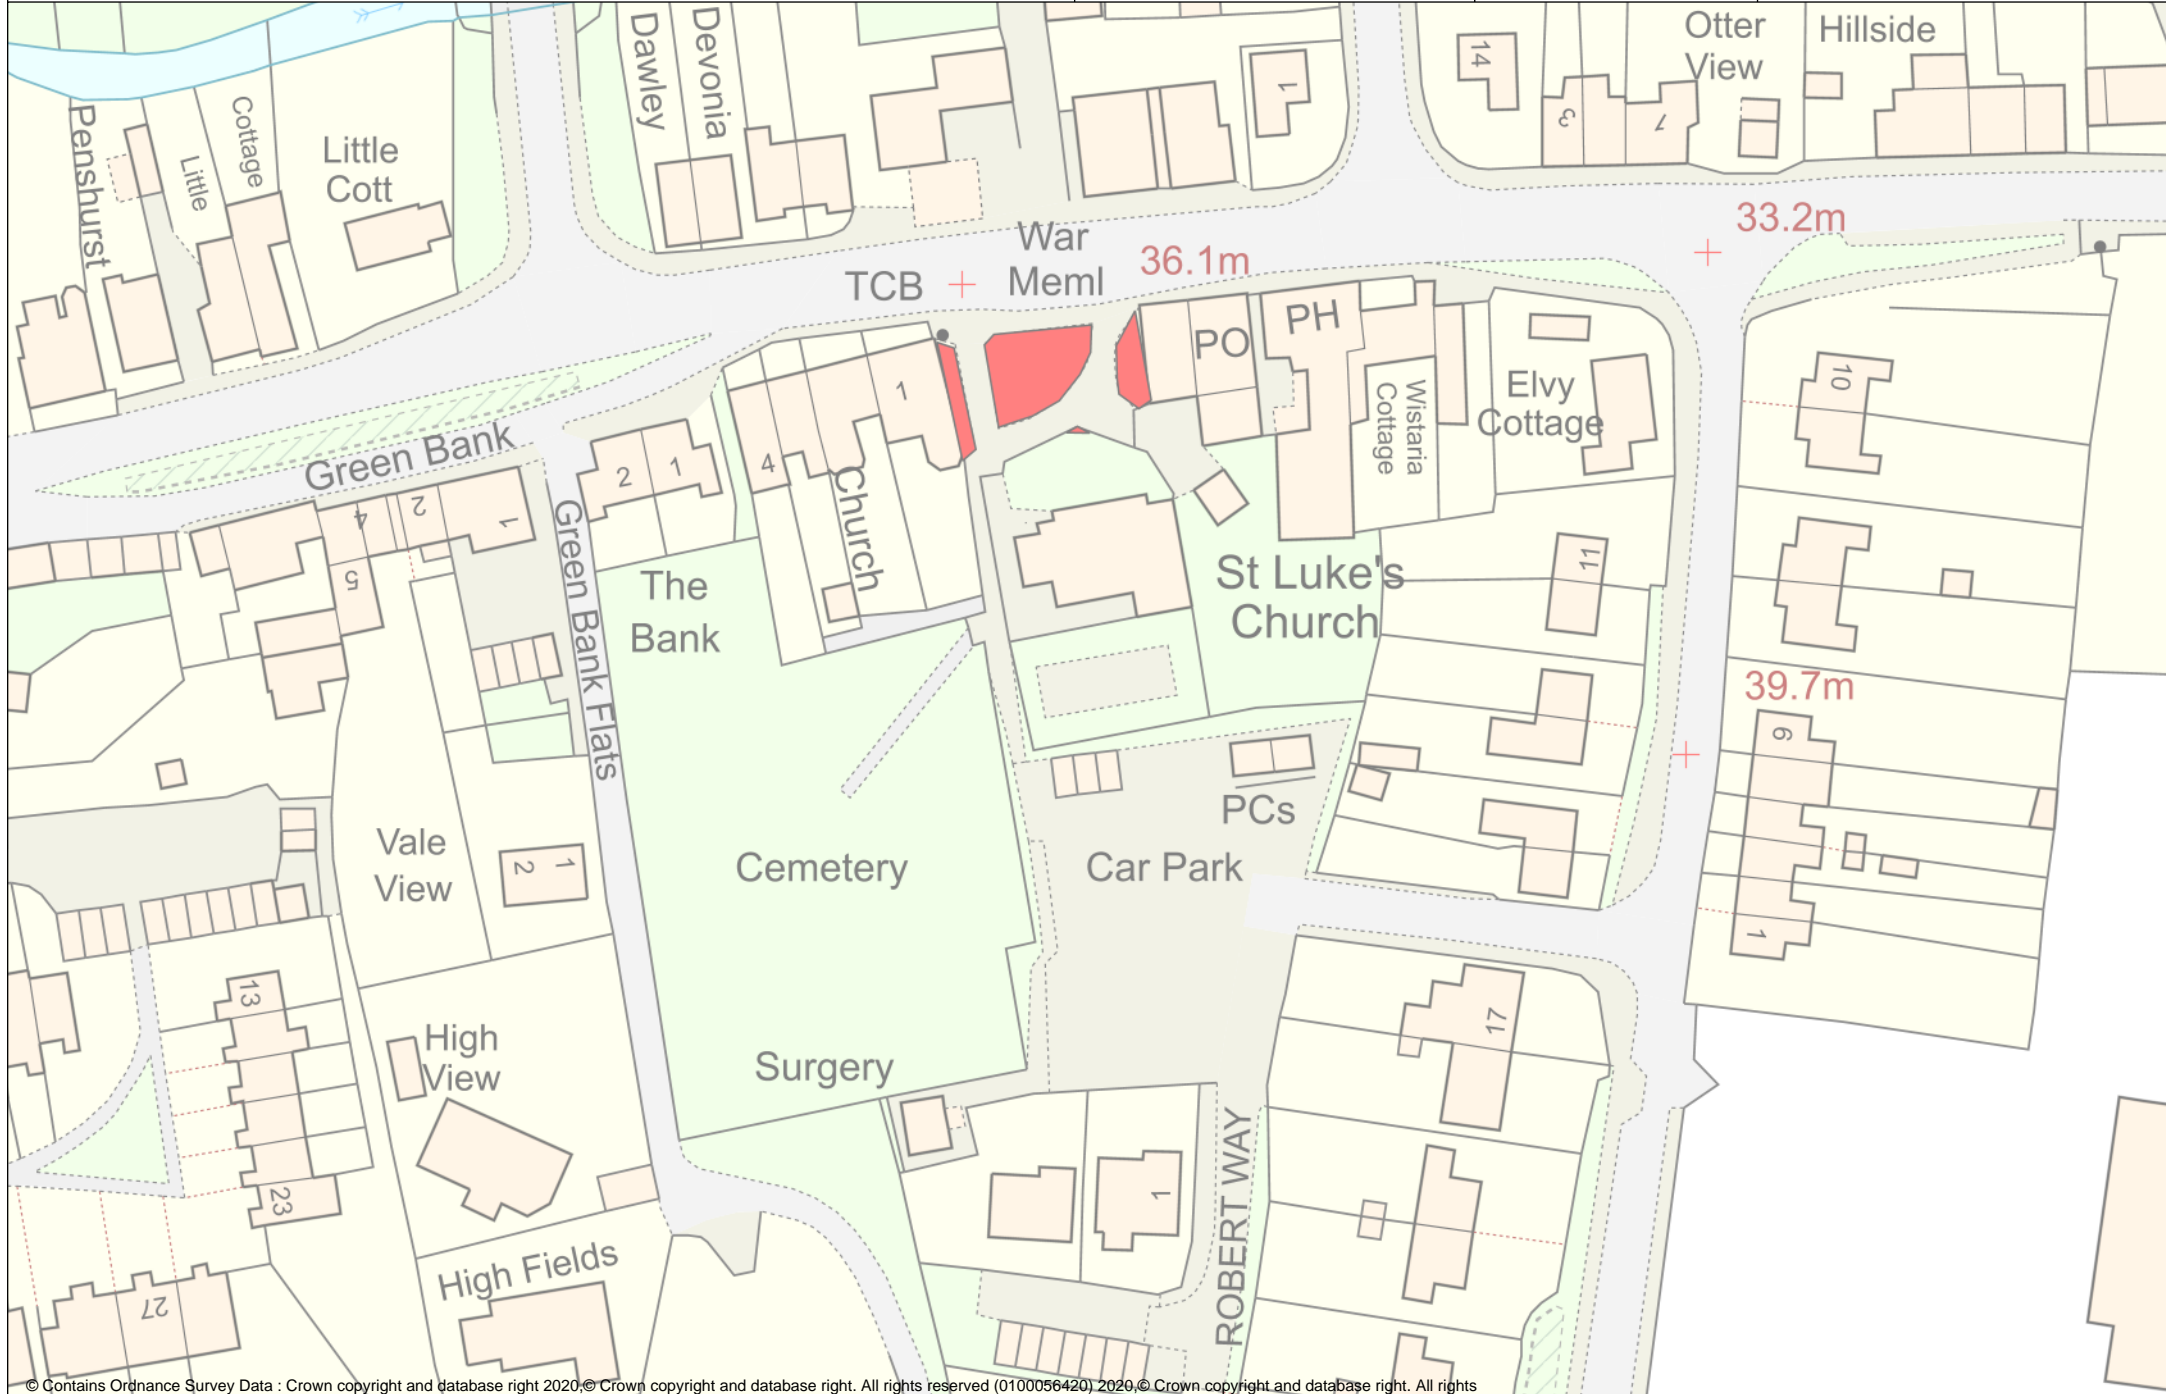 Otter
View
Hillside
Dawley
Devonia
14
1
3
7
Penshurst
Little
Cottage
Little
Cott
33.2m
War
Meml
36.1m
TCB
PO
PH
Wistaria
Cottage
Elvy
Cottage
10
1
4
Church
2
1
Green Bank
4
2
1
5
Green Bank Flats
The
Bank
St Luke's
Church
11
39.7m
6
PCs
Vale
View
2
1
Cemetery
Car Park
1
13
High
View
Surgery
17
23
1
ROBERT WAY
High Fields
27
© Contains Ordnance Survey Data : Crown copyright and database right 2020,© Crown copyright and database right. All rights reserved (0100056420) 2020,© Crown copyright and database right. All rights